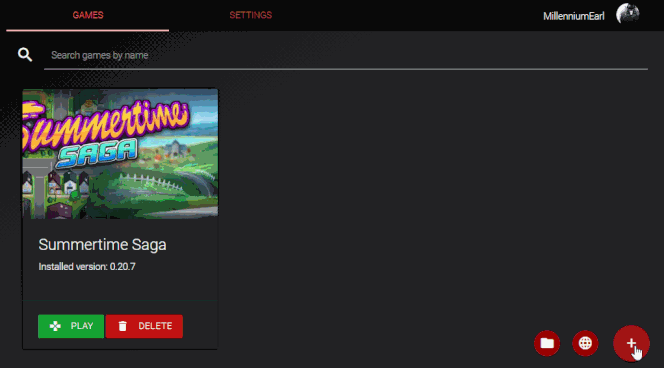 GAMES SETTINGS MillenniumEarl
Search games by name
Summertime
SAGA
Summertime Saga
Installed version: 0.20.7
PLAY DELETE